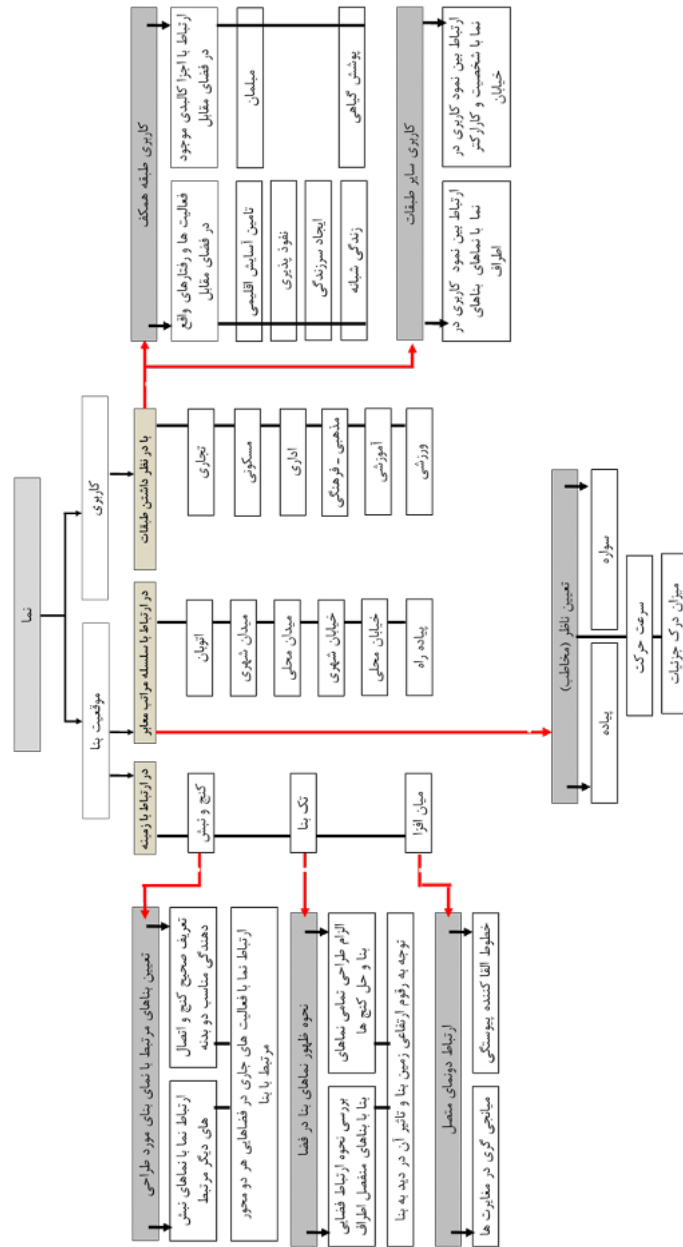 نما
موقعیت بنا
کاربری
در ارتباط با زمینه
در ارتباط با سلسله مراتب معابر
با در نظر داشتن طبقات
کنج و نبش
تک بنا
میان افزا
اتوبان
میدان شهری
میدان محلی
خیابان شهری
خیابان محلی
پیاده راه
تجاری
مسکونی
اداری
مذهبی - فرهنگی
آموزشی
ورزشی
تعیین بناهای مرتبط با نمای بنای مورد طراحی
تعریف صحیح کنج و اتصال
دهندگی مناسب دو بدنه
ارتباط نما با نماهای نبش
های دیگر مرتبط
ارتباط نما با فعالیت های جاری در فضاهایی هر دو محور
مرتبط با بنا
نحوه ظهور نماهای بنا در فضا
الزام طراحی تمامی نماهای
بنا و حل کنج ها
بررسی نحوه ارتباط فضایی
بنا با بناهای منفصل اطراف
توجه به رقوم ارتفاعی زمین بنا و تاثیر آن در دید به بنا
ارتباط دونمای متصل
خطوط القا کننده پیوستگی
میانجی گری در مغایرت ها
تعیین ناظر (مخاطب)
سواره
پیاده
سرعت حرکت
میزان درک جزئیات
کاربری طبقه همکف
ارتباط با اجزا کالبدی موجود
در فضای مقابل
مبلمان
پوشش گیاهی
فعالیت ها و رفتارهای واقع
در فضای مقابل
تامین آسایش اقلیمی
نفوذ پذیری
ایجاد سرزندگی
زندگی شبانه
کاربری سایر طبقات
ارتباط بین نمود کاربری در
نما با شخصیت و کاراکتر
خیابان
ارتباط بین نمود کاربری در
نما با نماهای بناهای
اطراف